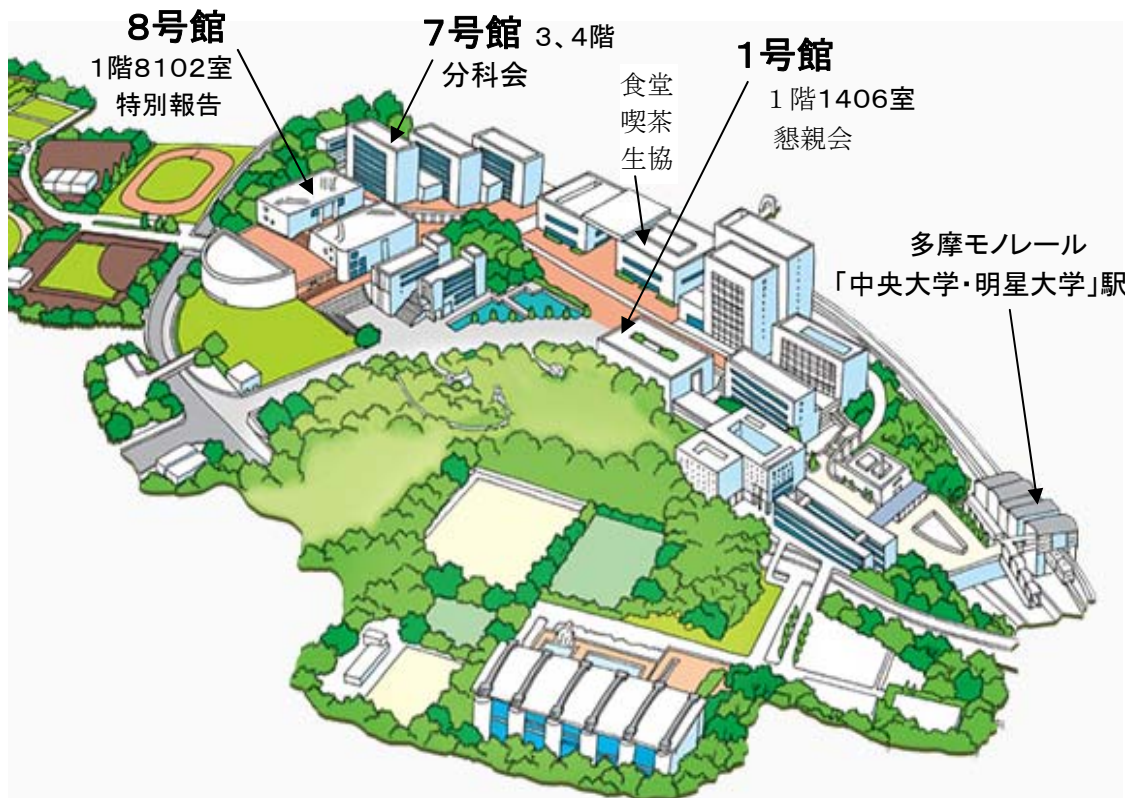 8号館
1階8102室
特別報告
7号館 3、4階
分科会
食堂
喫茶
生協
1号館
1階1406室
懇親会
多摩モノレール
「中央大学・明星大学」駅